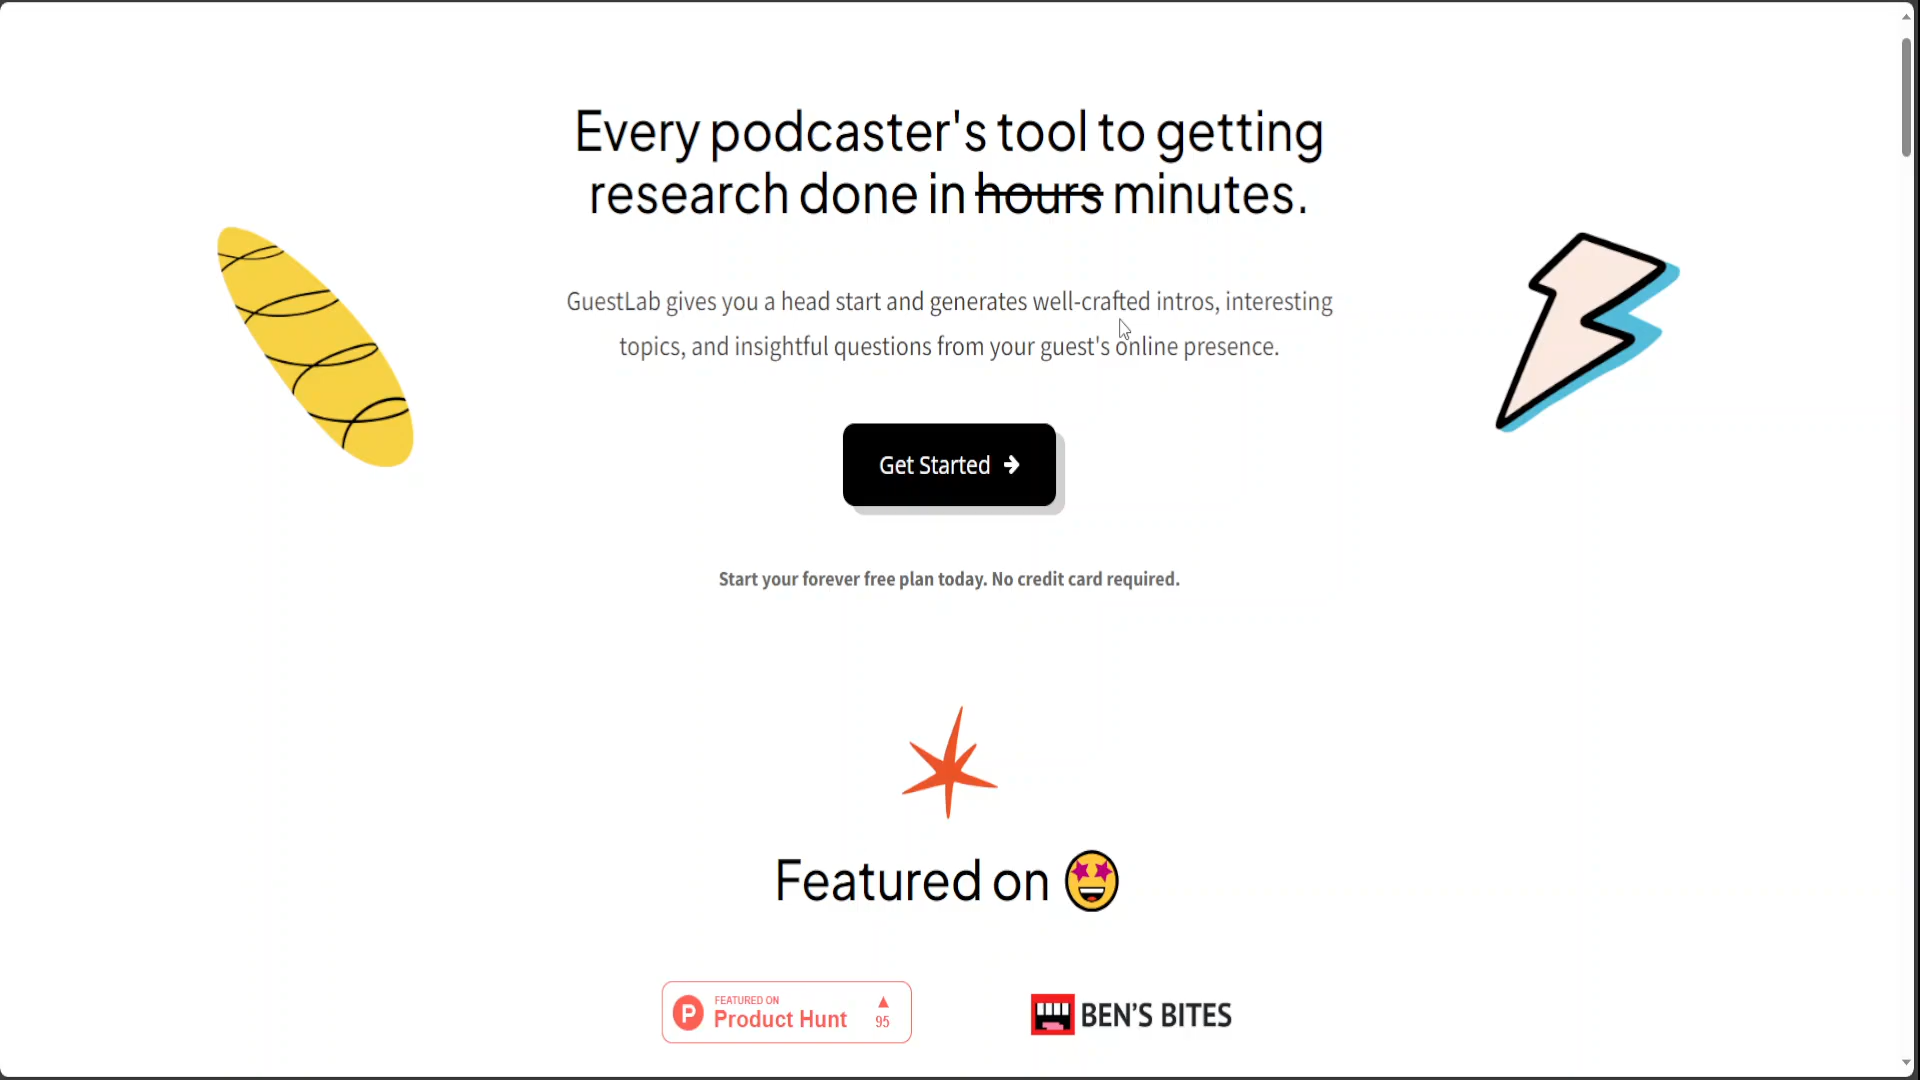 Every podcaster's tool to getting
research done in hours minutes.
GuestLab gives you a head start and generates well-crafted intros, interesting
topics, and insightful questions from your guest's online presence.
Get Started
Start your forever free plan today. No credit card required.
Featured on
P
FEATURED ON
Product Hunt
95
BEN'S BITES